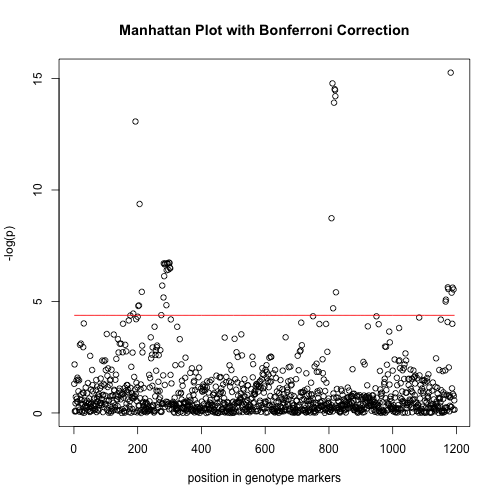 Manhattan Plot with Bonferroni Correction
15
10
5
0
-log(p)
0 200 400 600 800 1000 1200
position in genotype markers